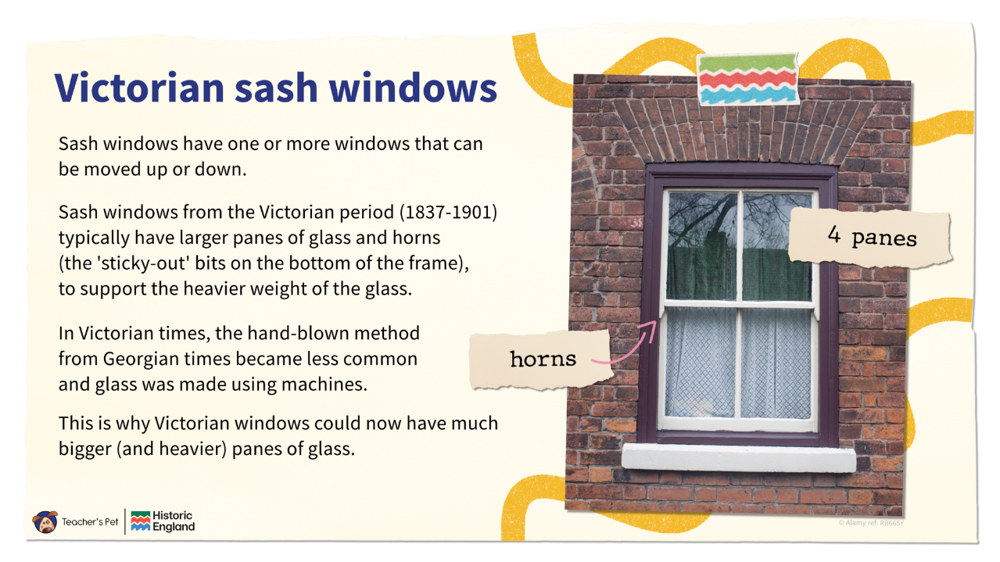 Victorian sash windows
Sash windows have one or more windows that can
be moved up or down.
Sash windows from the Victorian period (1837-1901)
typically have larger panes of glass and horns
(the 'sticky-out' bits on the bottom of the frame),
to support the heavier weight of the glass.
In Victorian times, the hand-blown method
from Georgian times became less common
and glass was made using machines.
This is why Victorian windows could now have much
bigger (and heavier) panes of glass.
4 panes
horns
Teacher's Pet
Historic
England
© Alamy ref: RB665Y